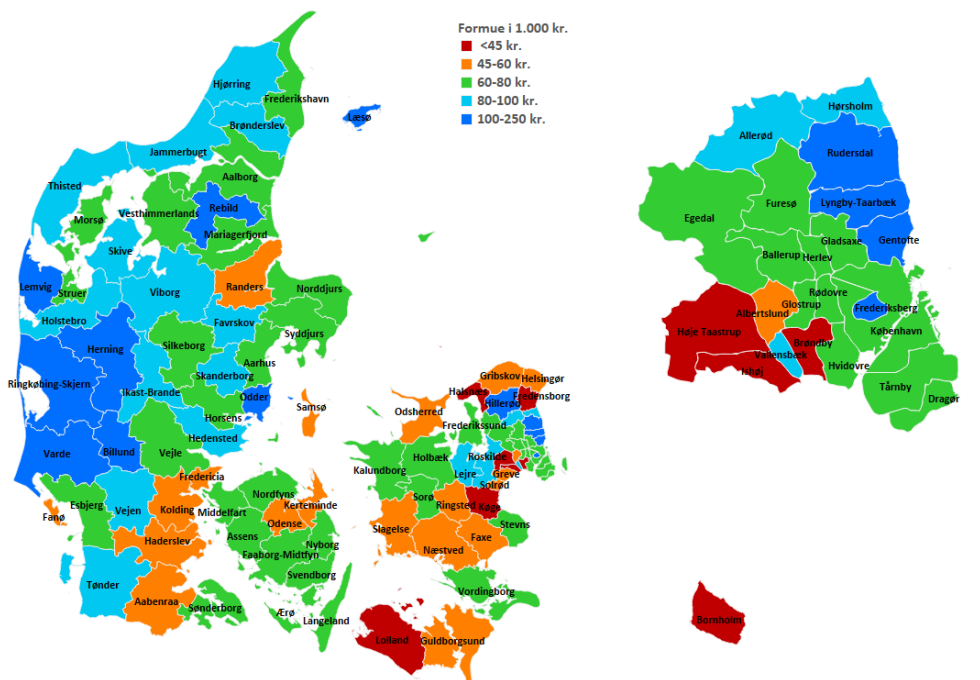 Formue i 1.000 kr.
<45 kr.
45-60 kr.
60-80 kr.
80-100 kr.
100-250 kr.
Hjørring
Frederikshavn
Læsø
Brønderslev
Jammerbugt
Thisted
Aalborg
Vesthimmerlands
Rebild
Morsø
Mariagerfjord
Skive
Lemvig
Struer
Viborg
Randers
Norddjurs
Holstebro
Favrskov
Syddjurs
Herning
Silkeborg
Aarhus
Ringkøbing-Skjern
Ikast-Brande
Skanderborg
Odder
Samsø
Horsens
Hedensted
Varde
Billund
Vejle
Fredericia
Esbjerg
Fanø
Vejen
Kolding
Middelfart
Nordfyns
Kerteminde
Odense
Assens
Nyborg
Haderslev
Faaborg-Midtfyn
Svendborg
Tønder
Aabenraa
Sønderborg
Ærø
Langeland
Gribskov
Helsingør
Halsnæs
Hillerød
Fredensborg
Odsherred
Frederikssund
Holbæk
Roskilde
Kalundborg
Lejre
Greve
Solrød
Sorø
Ringsted
Køge
Stevns
Slagelse
Næstved
Faxe
Vordingborg
Lolland
Guldborgsund
Hørsholm
Allerød
Rudersdal
Furesø
Lyngby-Taarbæk
Egedal
Gladsaxe
Gentofte
Ballerup
Herlev
Rødovre
Glostrup
Frederiksberg
Albertslund
Høje Taastrup
København
Brøndby
Vallensbæk
Ishøj
Hvidovre
Tårnby
Dragør
Bornholm